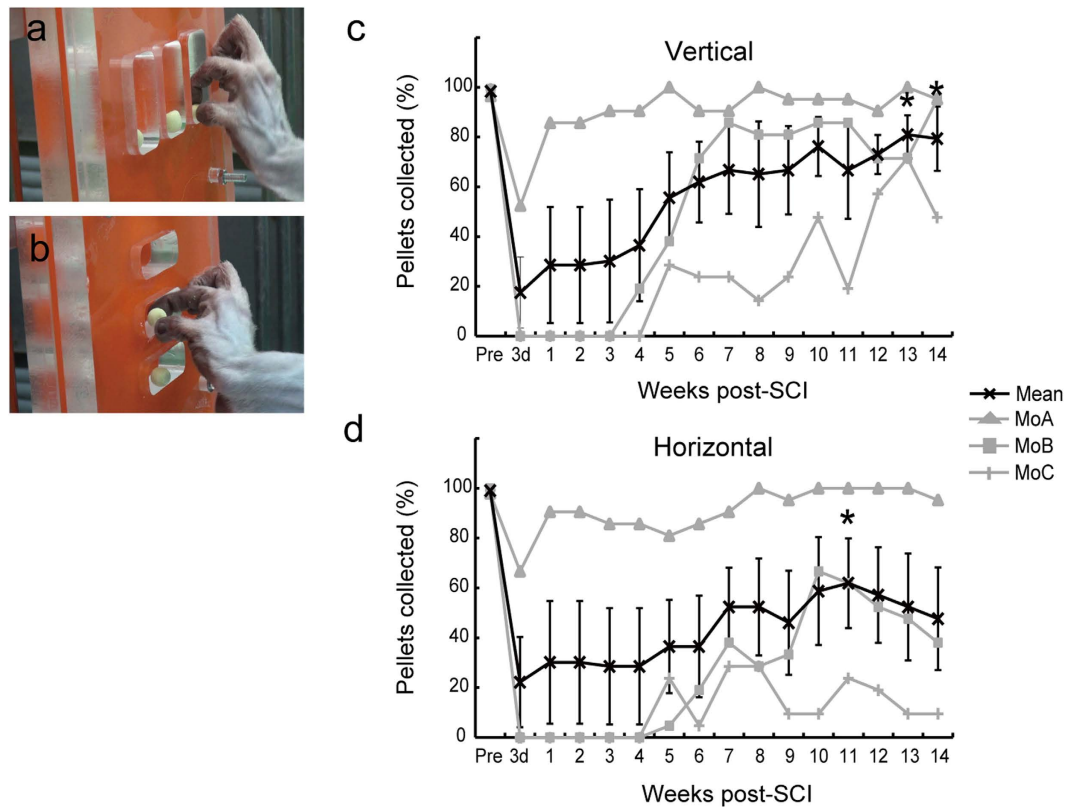 a
b
c
Vertical
Pellets collected (%)
100
80
60
40
20
0
* *
Pre 3d 1 2 3 4 5 6 7 8 9 10 11 12 13 14
Weeks post-SCI
Mean
MoA
MoB
MoC
d
Horizontal
Pellets collected (%)
100
80
60
40
20
0
*
Pre 3d 1 2 3 4 5 6 7 8 9 10 11 12 13 14
Weeks post-SCI